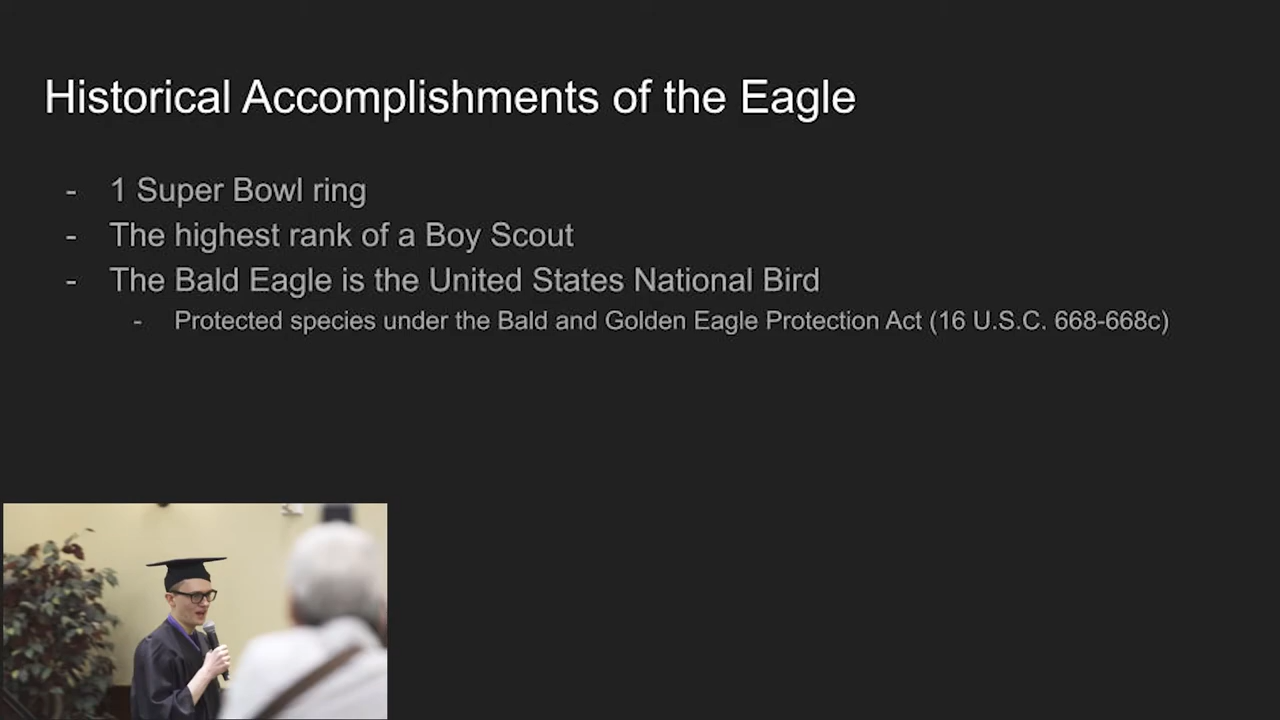 Historical Accomplishments of the Eagle
- 1 Super Bowl ring
- The highest rank of a Boy Scout
- The Bald Eagle is the United States National Bird
- Protected species under the Bald and Golden Eagle Protection Act (16 U.S.C. 668-668c)